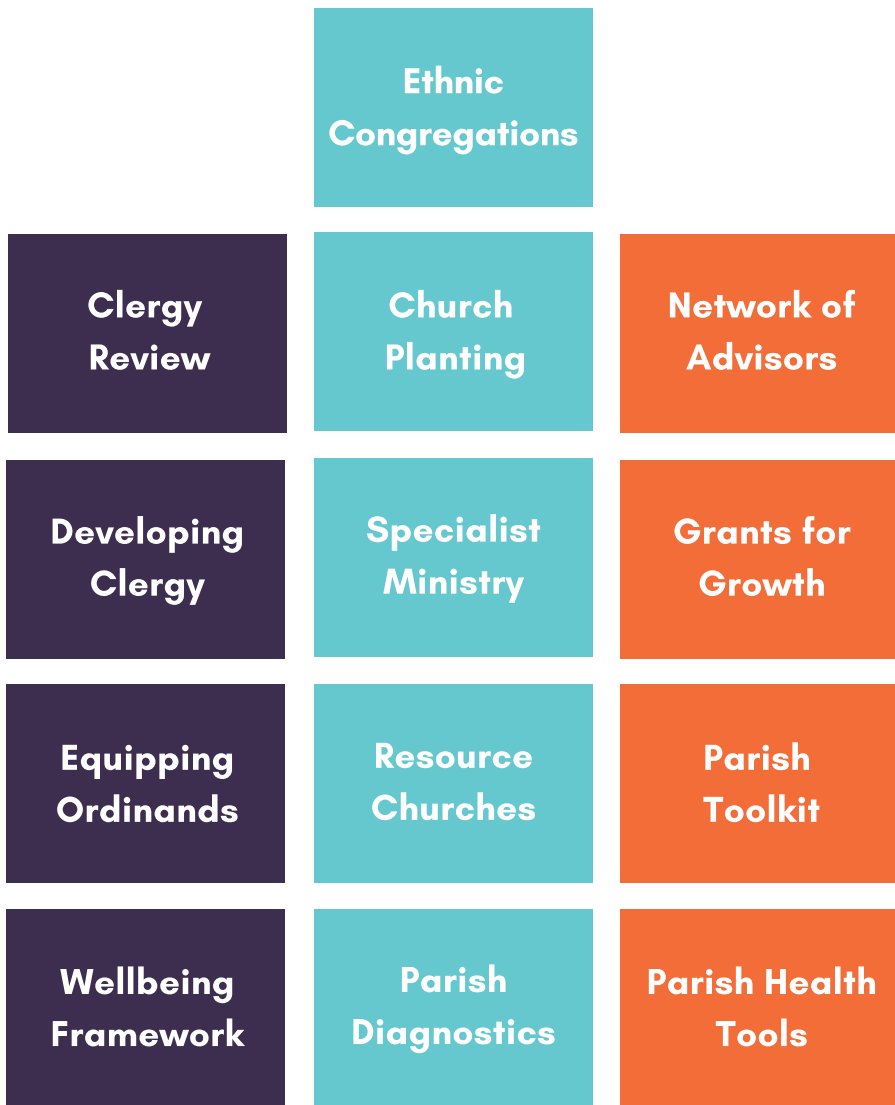 Ethnic
Congregations
Clergy
Review
Church
Planting
Network of
Advisors
Developing
Clergy
Specialist
Ministry
Grants for
Growth
Equipping
Ordinands
Resource
Churches
Parish
Toolkit
Wellbeing
Framework
Parish
Diagnostics
Parish Health
Tools